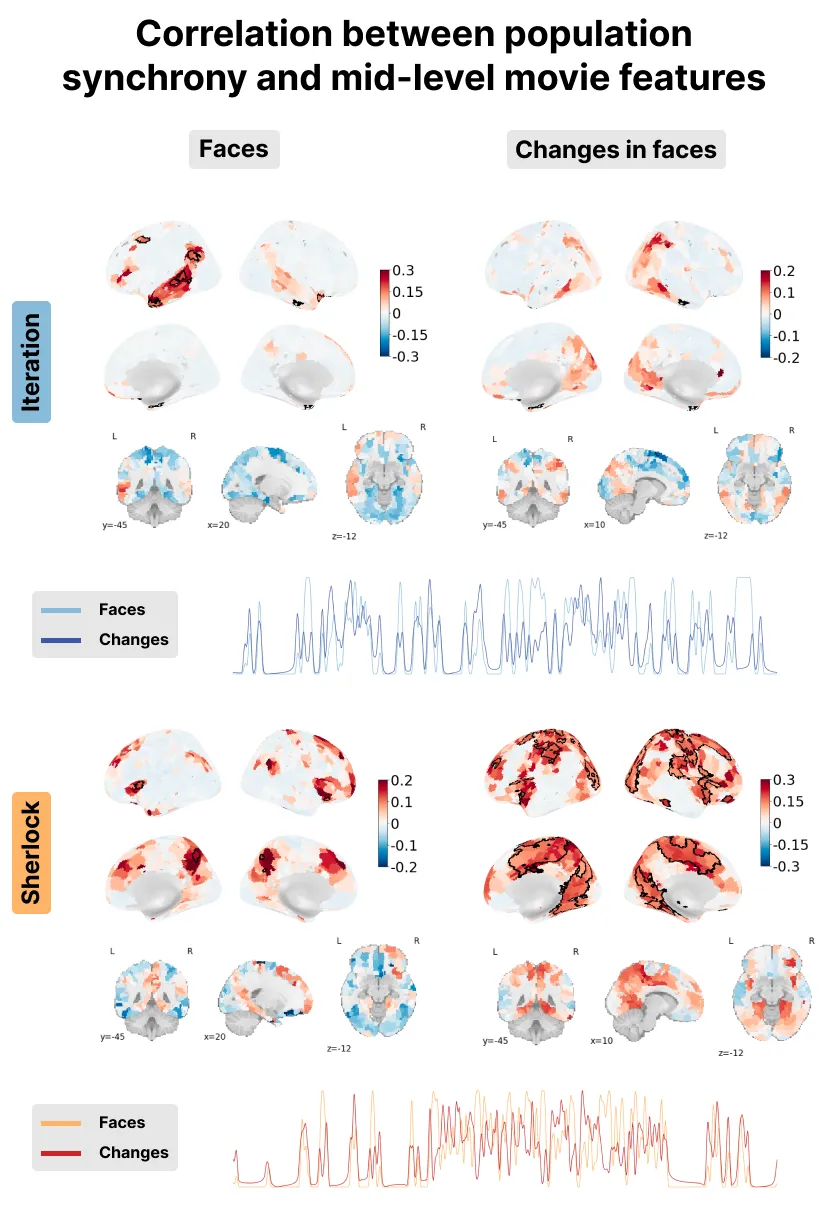 Correlation between population
synchrony and mid-level movie features
Faces
Changes in faces
Iteration
0.3
0.15
0
-0.15
-0.3
0.2
0.1
0
-0.1
-0.2
L
R
L
R
L
R
L
R
y=-45
x=20
z=-12
y=-45
x=10
z=-12
Faces
Changes
Sherlock
0.2
0.1
0
-0.1
-0.2
0.3
0.15
0
-0.15
-0.3
L
R
L
R
L
R
L
R
y=-45
x=20
z=-12
y=-45
x=10
z=-12
Faces
Changes